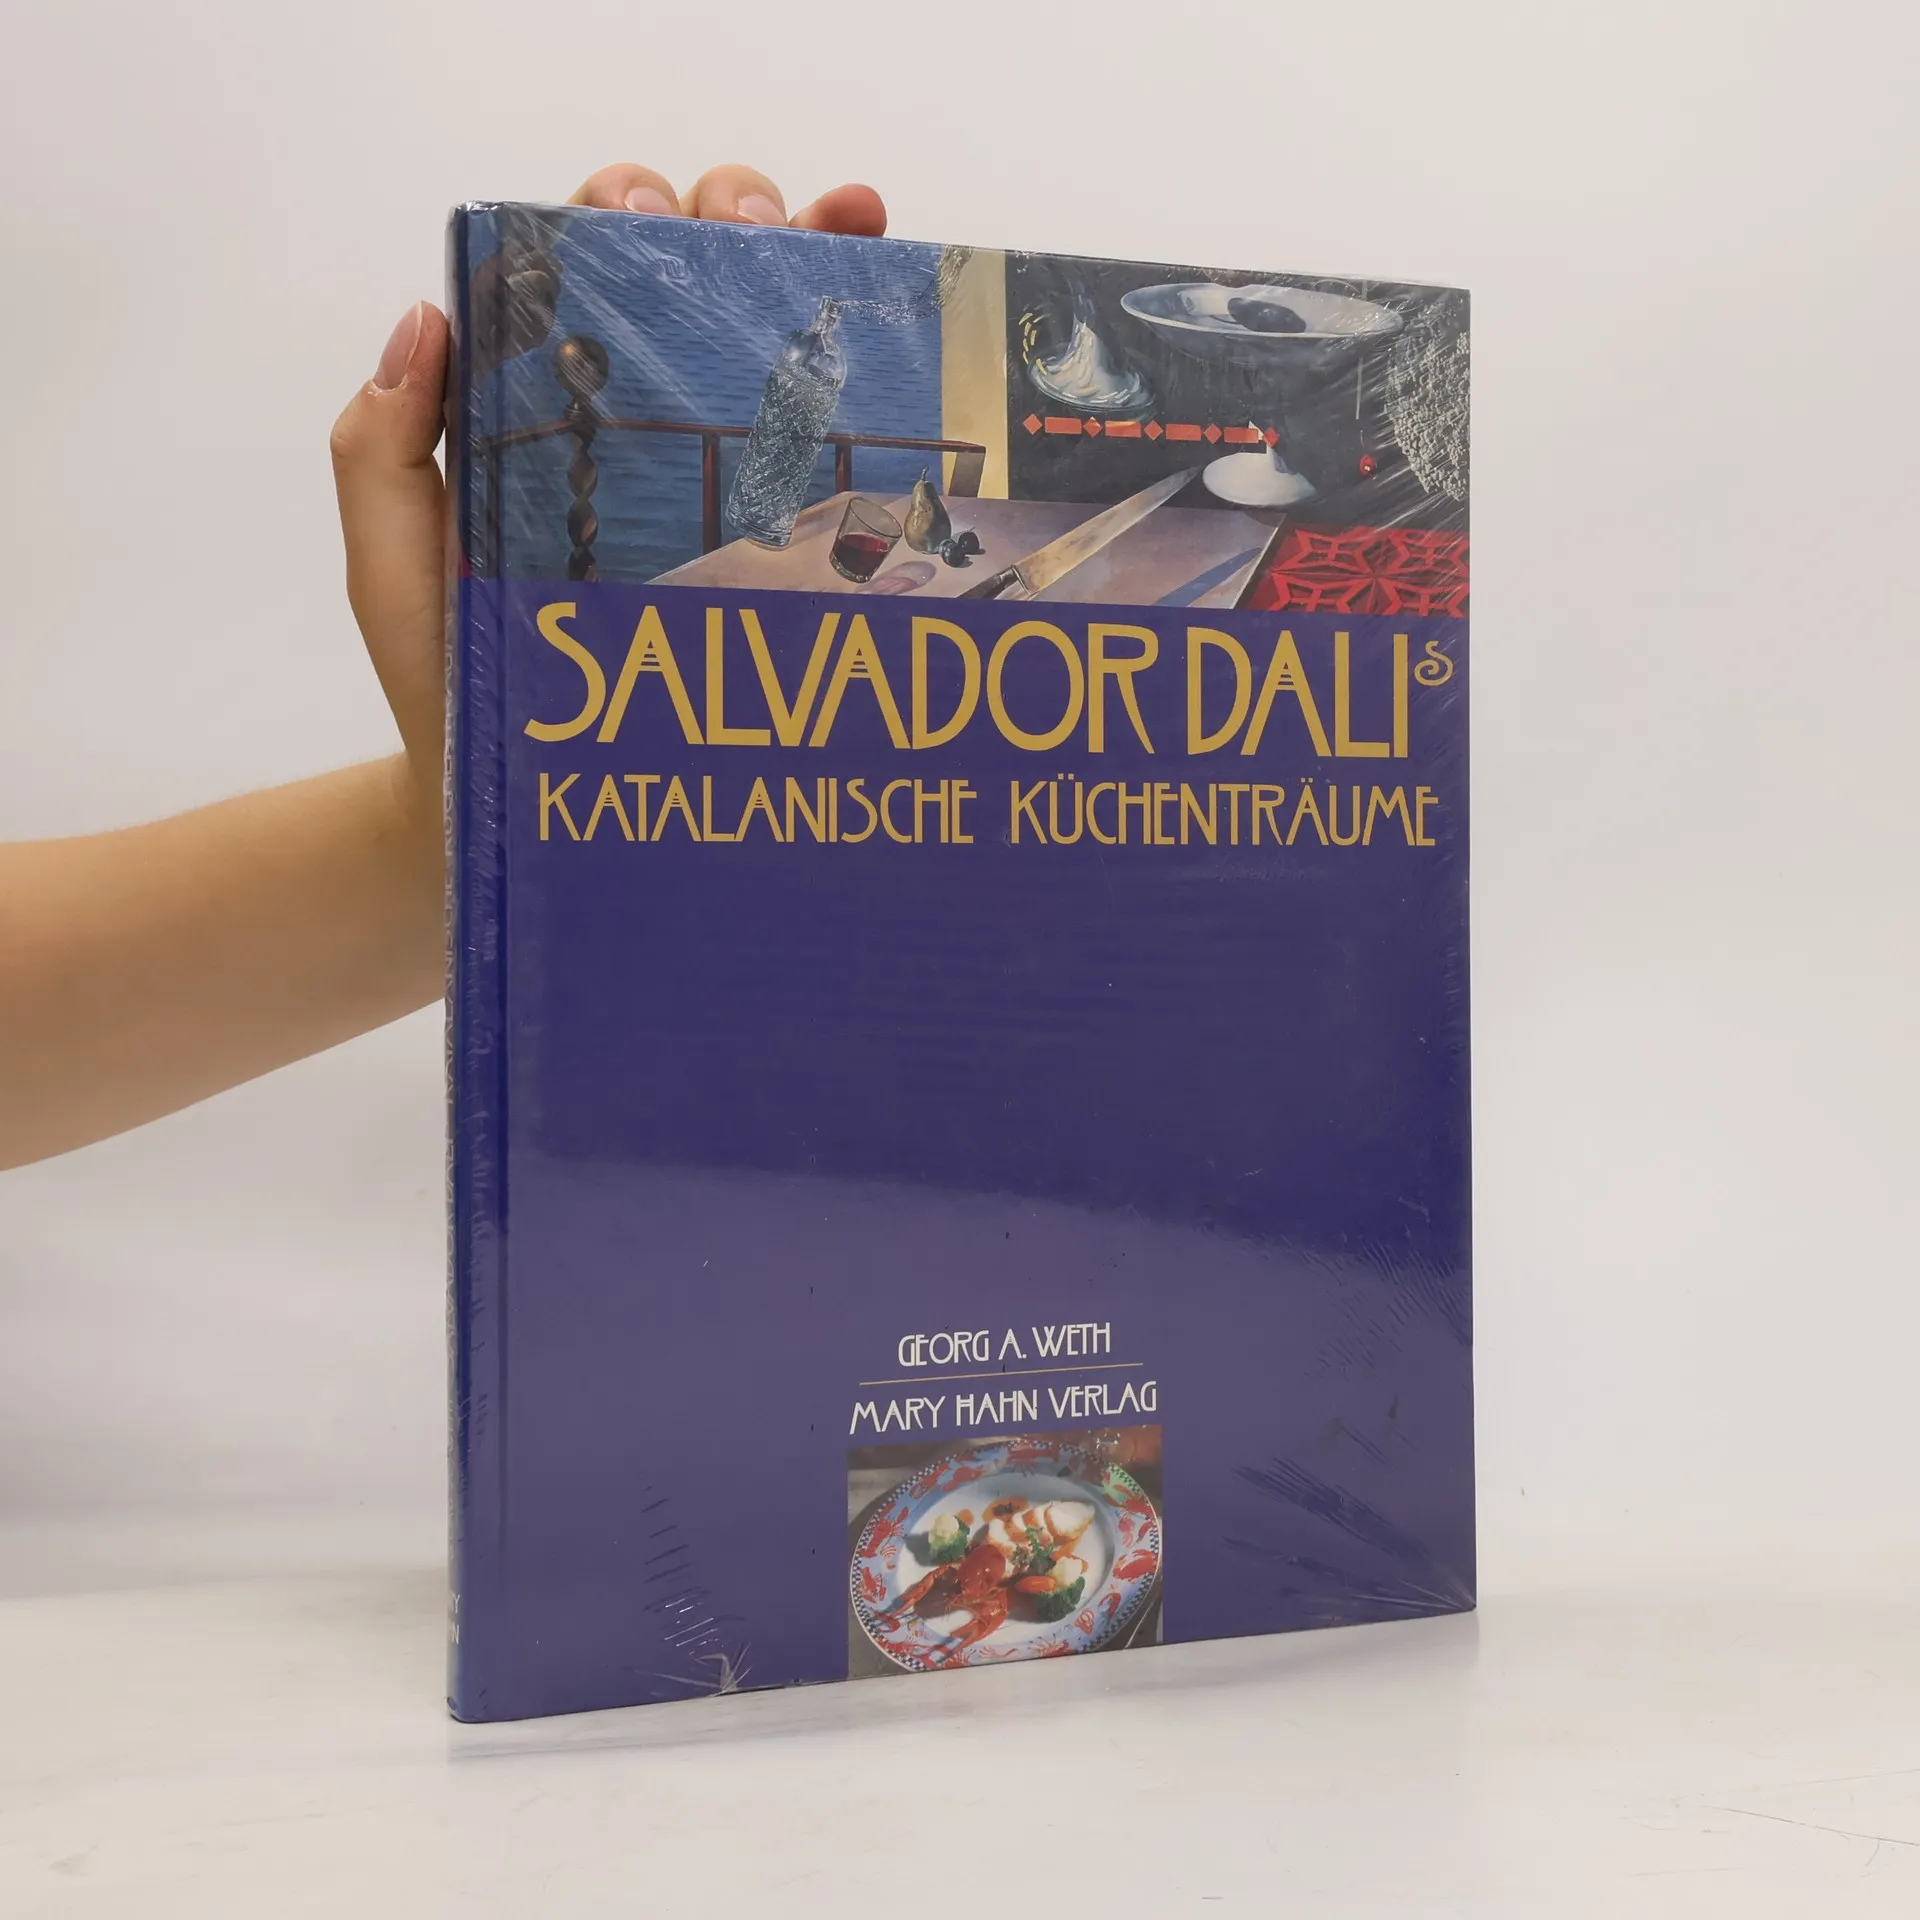 SALVADOR DALIs
KATALANISCHE KÜCHENTRÄUME
GEORG A. WETH
MARY HAHN VERLAG